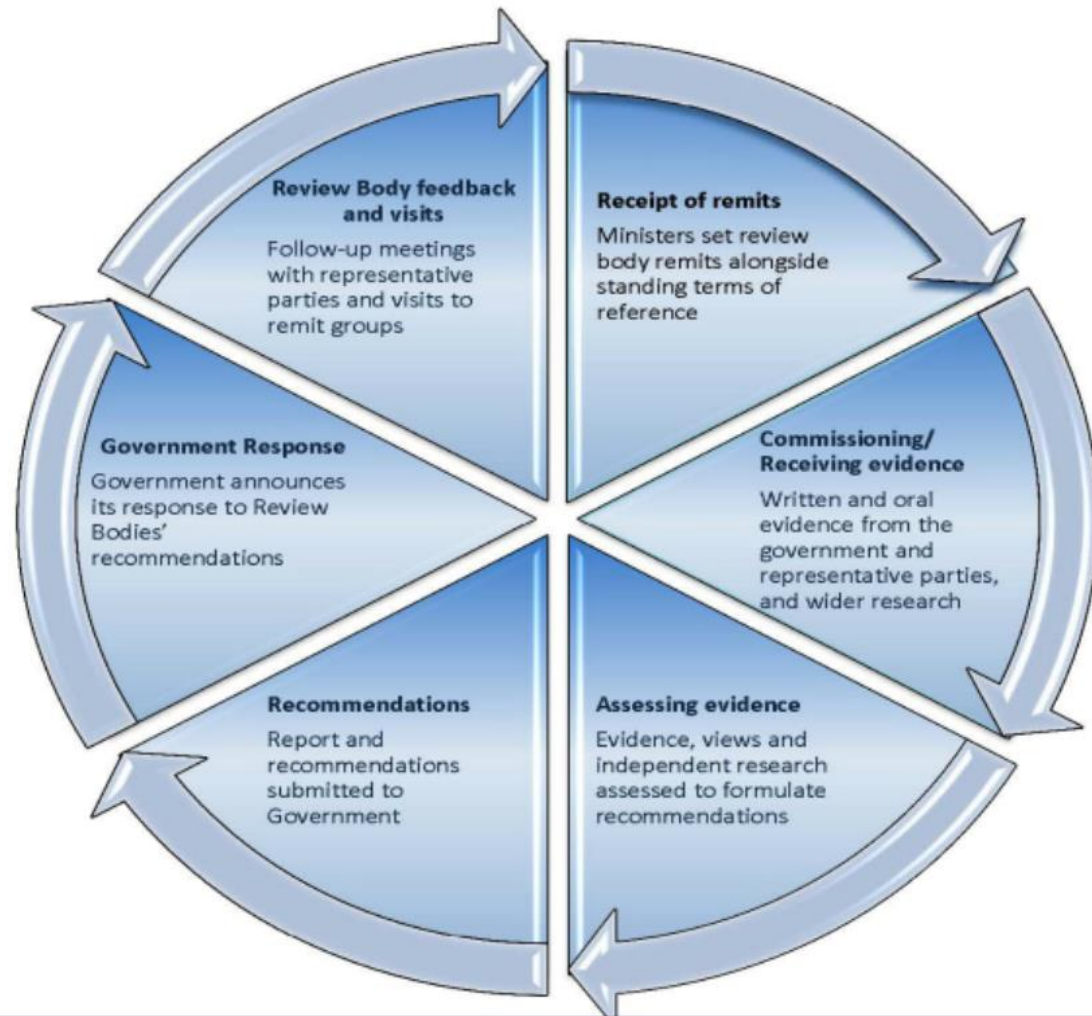 Receipt of remits
Ministers set review
body remits alongside
standing terms of
reference
Commissioning/
Receiving evidence
Written and oral
evidence from the
government and
representative parties,
and wider research
Assessing evidence
Evidence, views and
independent research
assessed to formulate
recommendations
Recommendations
Report and
recommendations
submitted to
Government
Government Response
Government announces
its response to Review
Bodies’
recommendations
Review Body feedback
and visits
Follow-up meetings
with representative
parties and visits to
remit groups